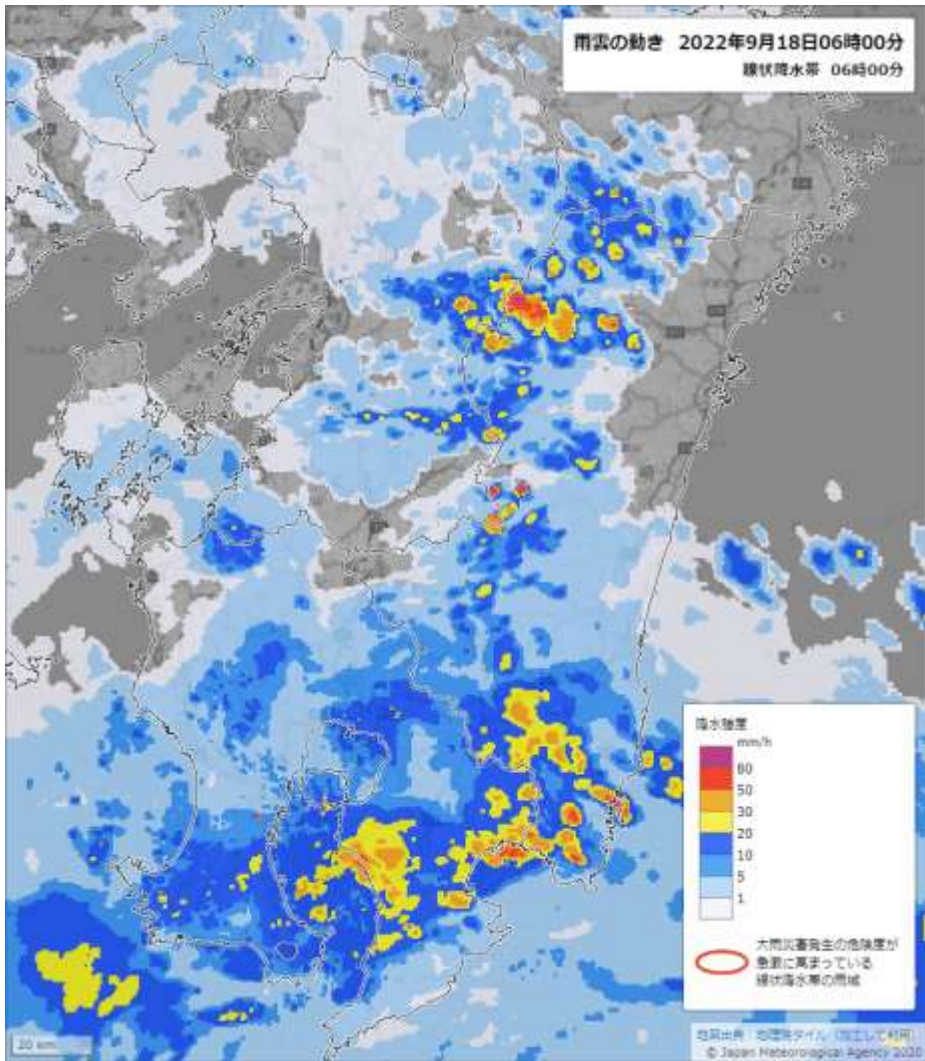 雨雲の動き 2022年9月18日06時00分
線状降水帯 06時00分
降水強度
mm/h
80
50
30
20
10
5
1
大雨災害発生の危険度が
急激に高まっている
線状降水帯の雨域
20 km
地図出典：地理院タイル（加工して利用）
© Japan Meteorological Agency 2020